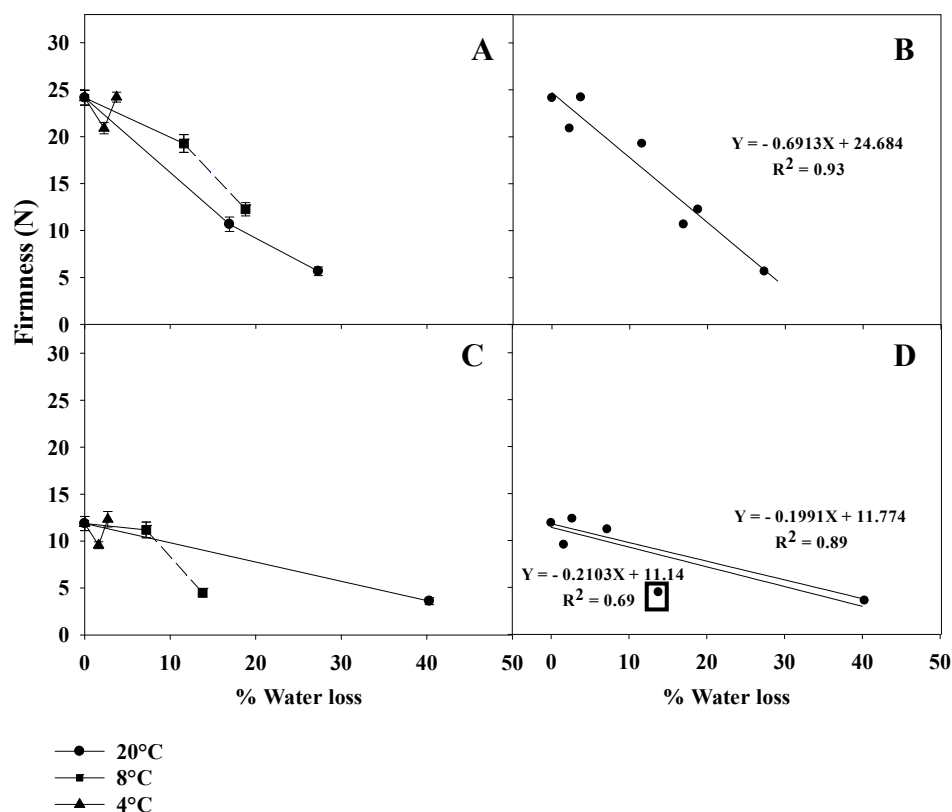 A
B
30
25
20
15
10
5
0
Y = - 0.6913X + 24.684
R2 = 0.93
Firmness (N)
C
D
30
25
20
15
10
5
0
Y = - 0.1991X + 11.774
R2 = 0.89
Y = - 0.2103X + 11.14
R2 = 0.69
0 10 20 30 40 50 0 10 20 30 40 50
% Water loss % Water loss
20°C
8°C
4°C